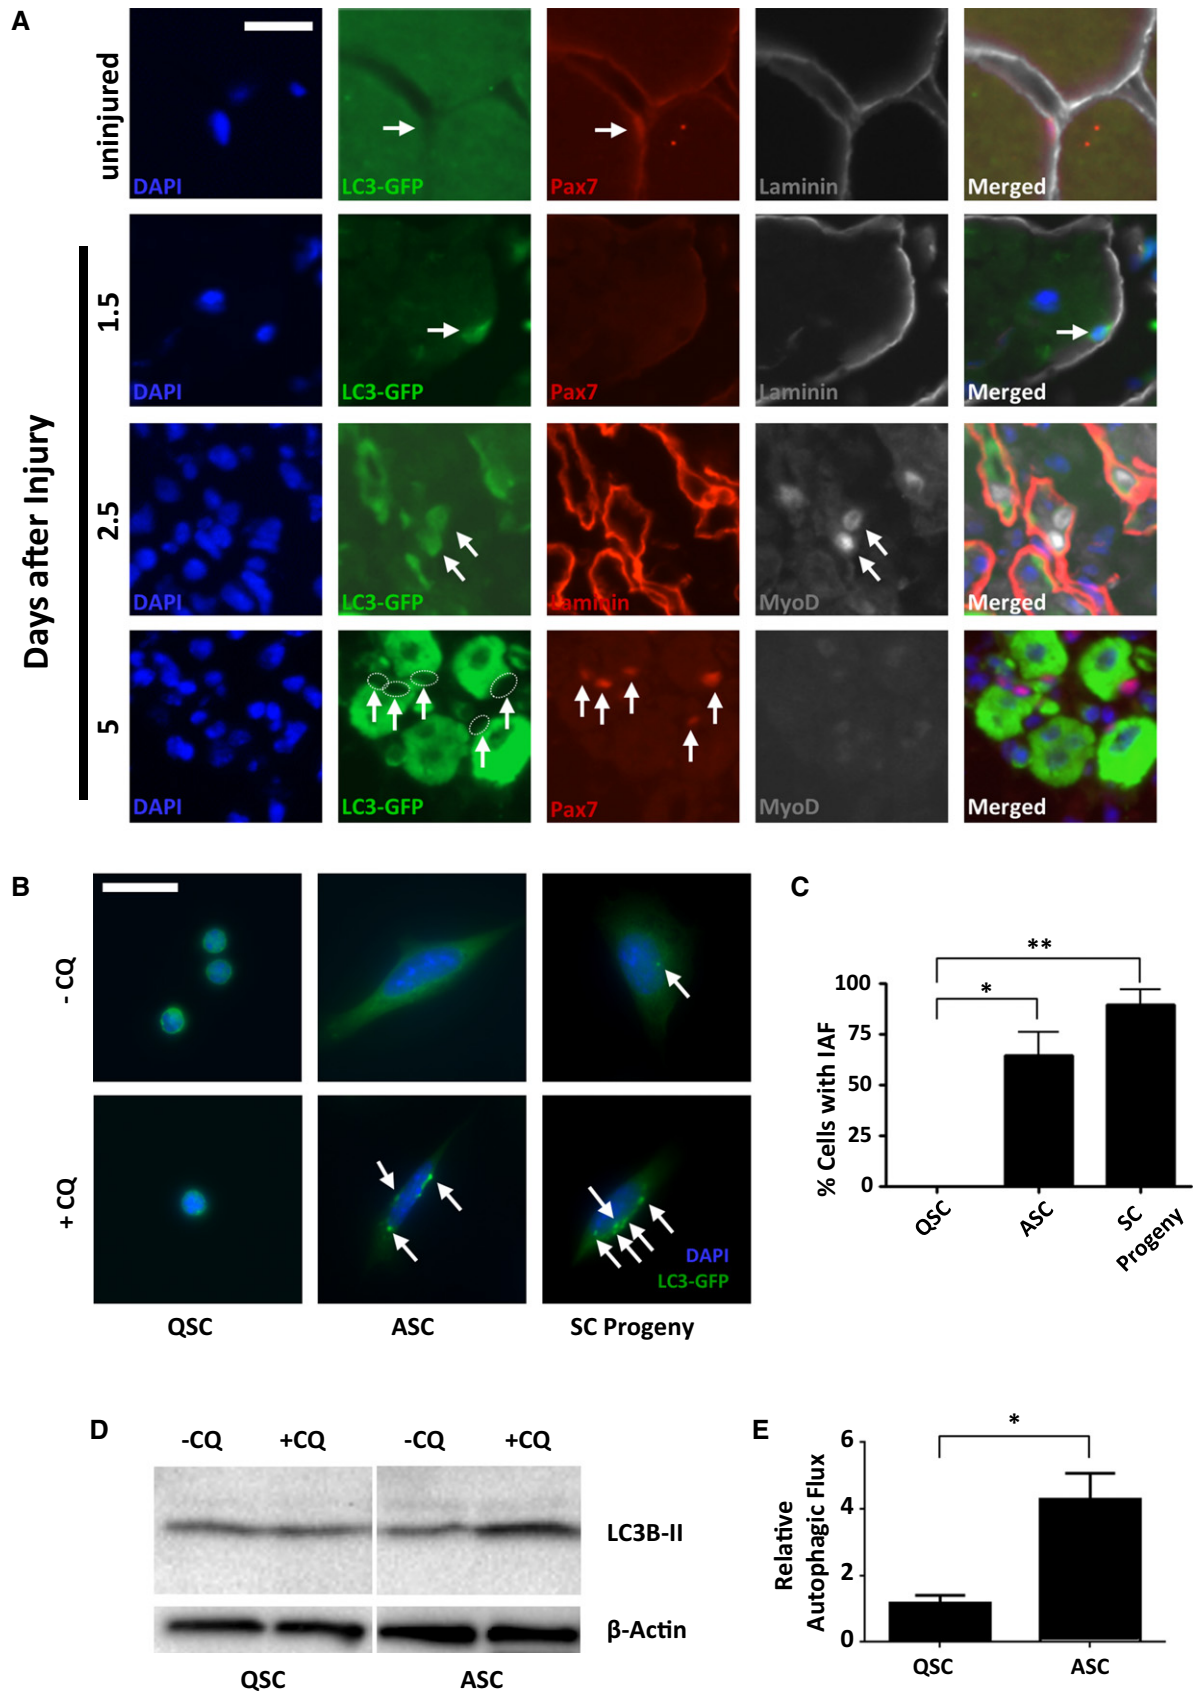 A
uninjured
DAPI
LC3-GFP
Pax7
Laminin
Merged
Days after Injury
1.5
DAPI
LC3-GFP
Pax7
Laminin
Merged
2.5
DAPI
LC3-GFP
Laminin
MyoD
Merged
5
DAPI
LC3-GFP
Pax7
MyoD
Merged
B
- CQ
+ CQ
DAPI
LC3-GFP
QSC
ASC
SC Progeny
C
% Cells with IAF
100
75
50
25
0
*
**
QSC
ASC
SC
Progeny
D
-CQ
+CQ
-CQ
+CQ
LC3B-II
β-Actin
QSC
ASC
E
Relative
Autophagic Flux
6
4
2
0
*
QSC
ASC